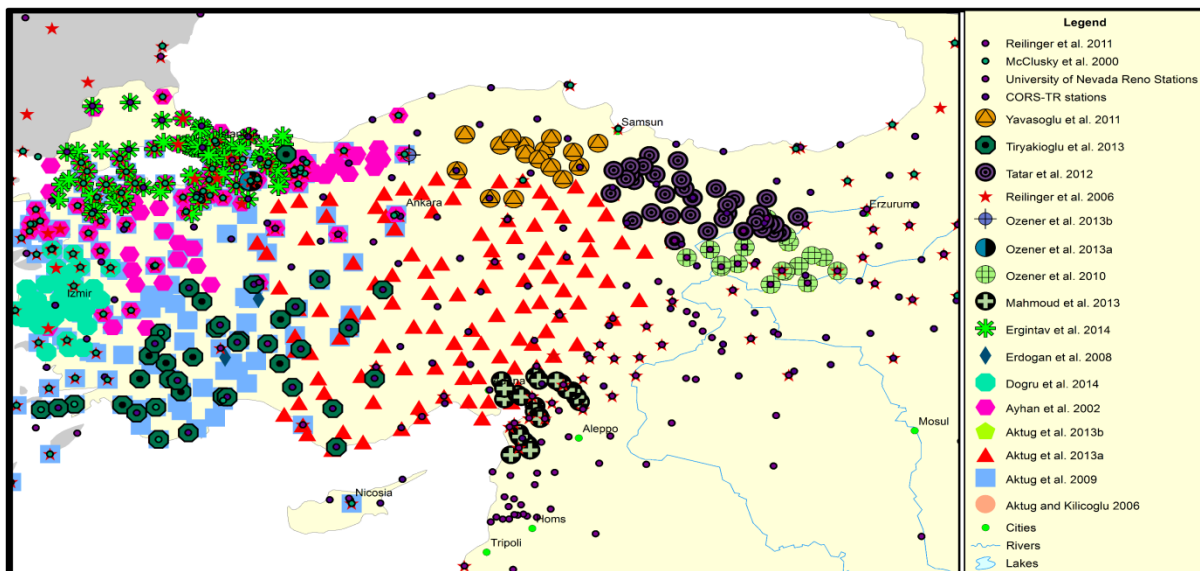 Legend
Reilinger et al. 2011
McClusky et al. 2000
University of Nevada Reno Stations
CORS-TR stations
Yavasoglu et al. 2011
Tiryakioglu et al. 2013
Tatar et al. 2012
Reilinger et al. 2006
Ozener et al. 2013b
Ozener et al. 2013a
Ozener et al. 2010
Mahmoud et al. 2013
Ergintav et al. 2014
Erdogan et al. 2008
Dogru et al. 2014
Ayhan et al. 2002
Aktug et al. 2013b
Aktug et al. 2013a
Aktug et al. 2009
Aktug and Kilicoglu 2006
Cities
Rivers
Lakes
Samsun
Ankara
Erzurum
Izmir
Aleppo
Mosul
Nicosia
Homs
Tripoli